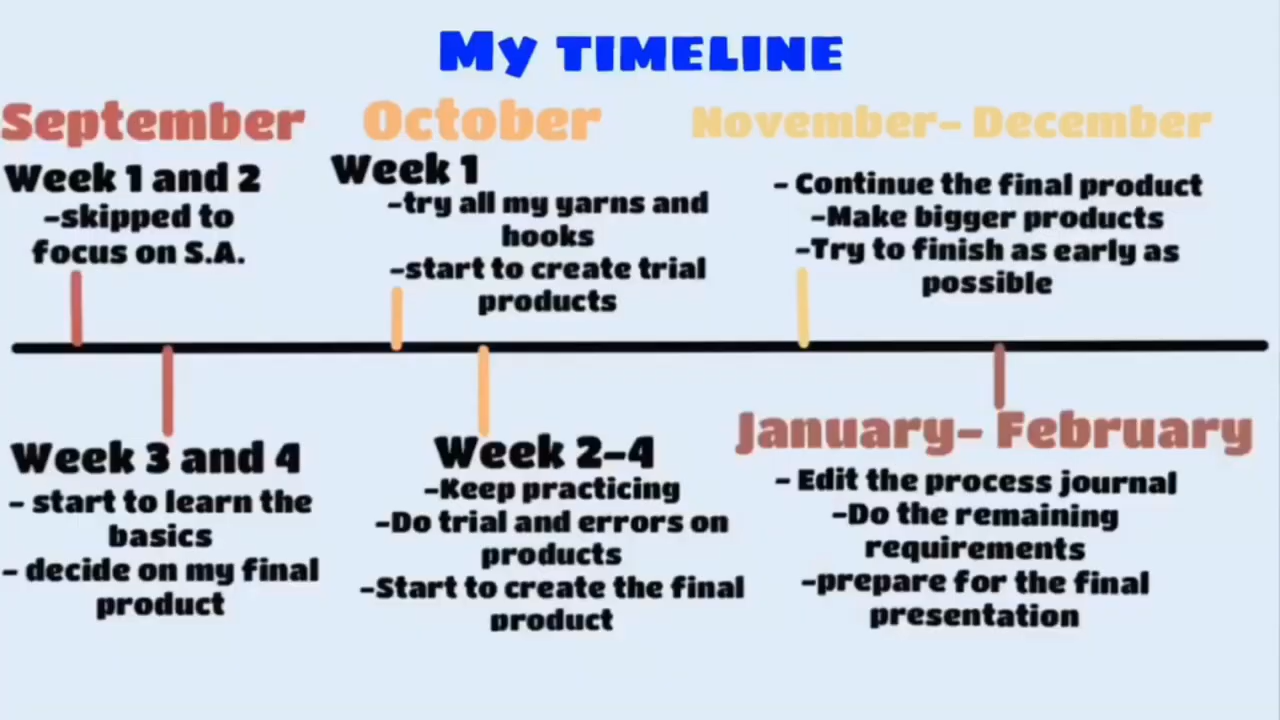 My TIMELINE
September
Week 1 and 2
-skipped to
focus on S.A.
October
Week 1
-try all my yarns and
hooks
-start to create trial
products
November- December
- Continue the final product
-Make bigger products
-Try to finish as early as
possible
Week 3 and 4
- start to learn the
basics
- decide on my final
product
Week 2-4
-Keep practicing
-Do trial and errors on
products
-Start to create the final
product
January- February
- Edit the process journal
-Do the remaining
requirements
-prepare for the final
presentation